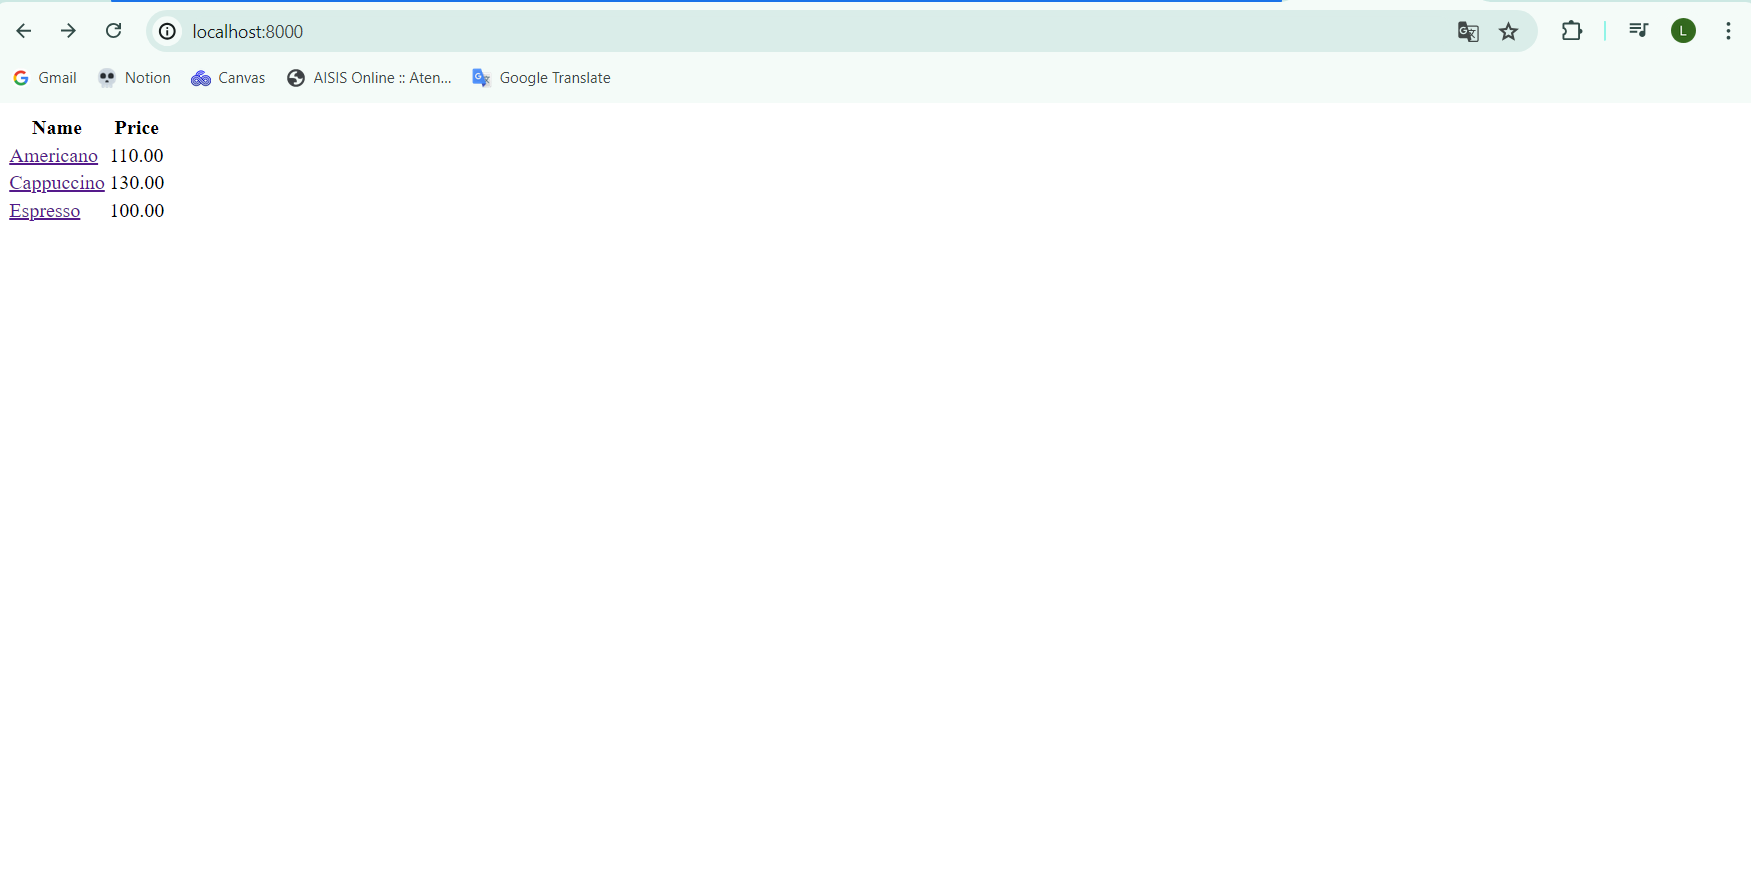 localhost:8000
L
Gmail Notion Canvas AISIS Online :: Aten... Google Translate
Name Price
Americano 110.00
Cappuccino 130.00
Espresso 100.00